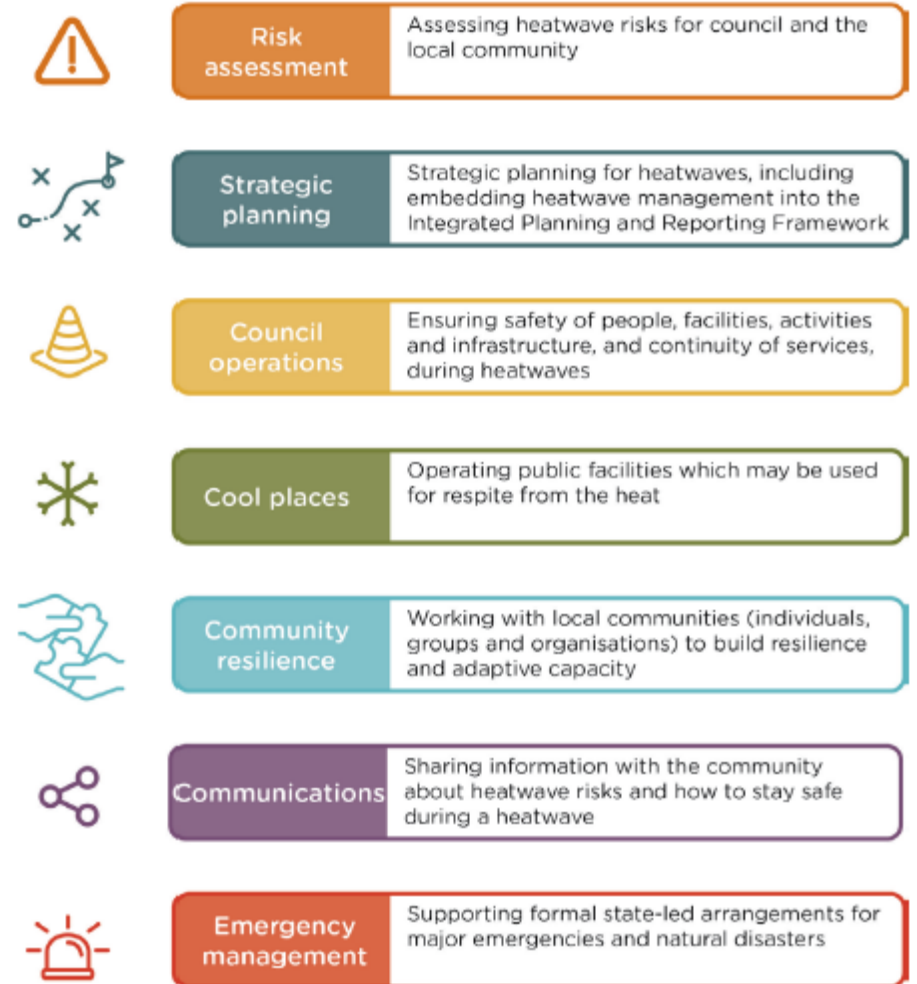 Risk
assessment
Assessing heatwave risks for council and the
local community
Strategic
planning
Strategic planning for heatwaves, including
embedding heatwave management into the
Integrated Planning and Reporting Framework
Council
operations
Ensuring safety of people, facilities, activities
and infrastructure, and continuity of services,
during heatwaves
Cool places
Operating public facilities which may be used
for respite from the heat
Community
resilience
Working with local communities (individuals,
groups and organisations) to build resilience
and adaptive capacity
Communications
Sharing information with the community
about heatwave risks and how to stay safe
during a heatwave
Emergency
management
Supporting formal state-led arrangements for
major emergencies and natural disasters